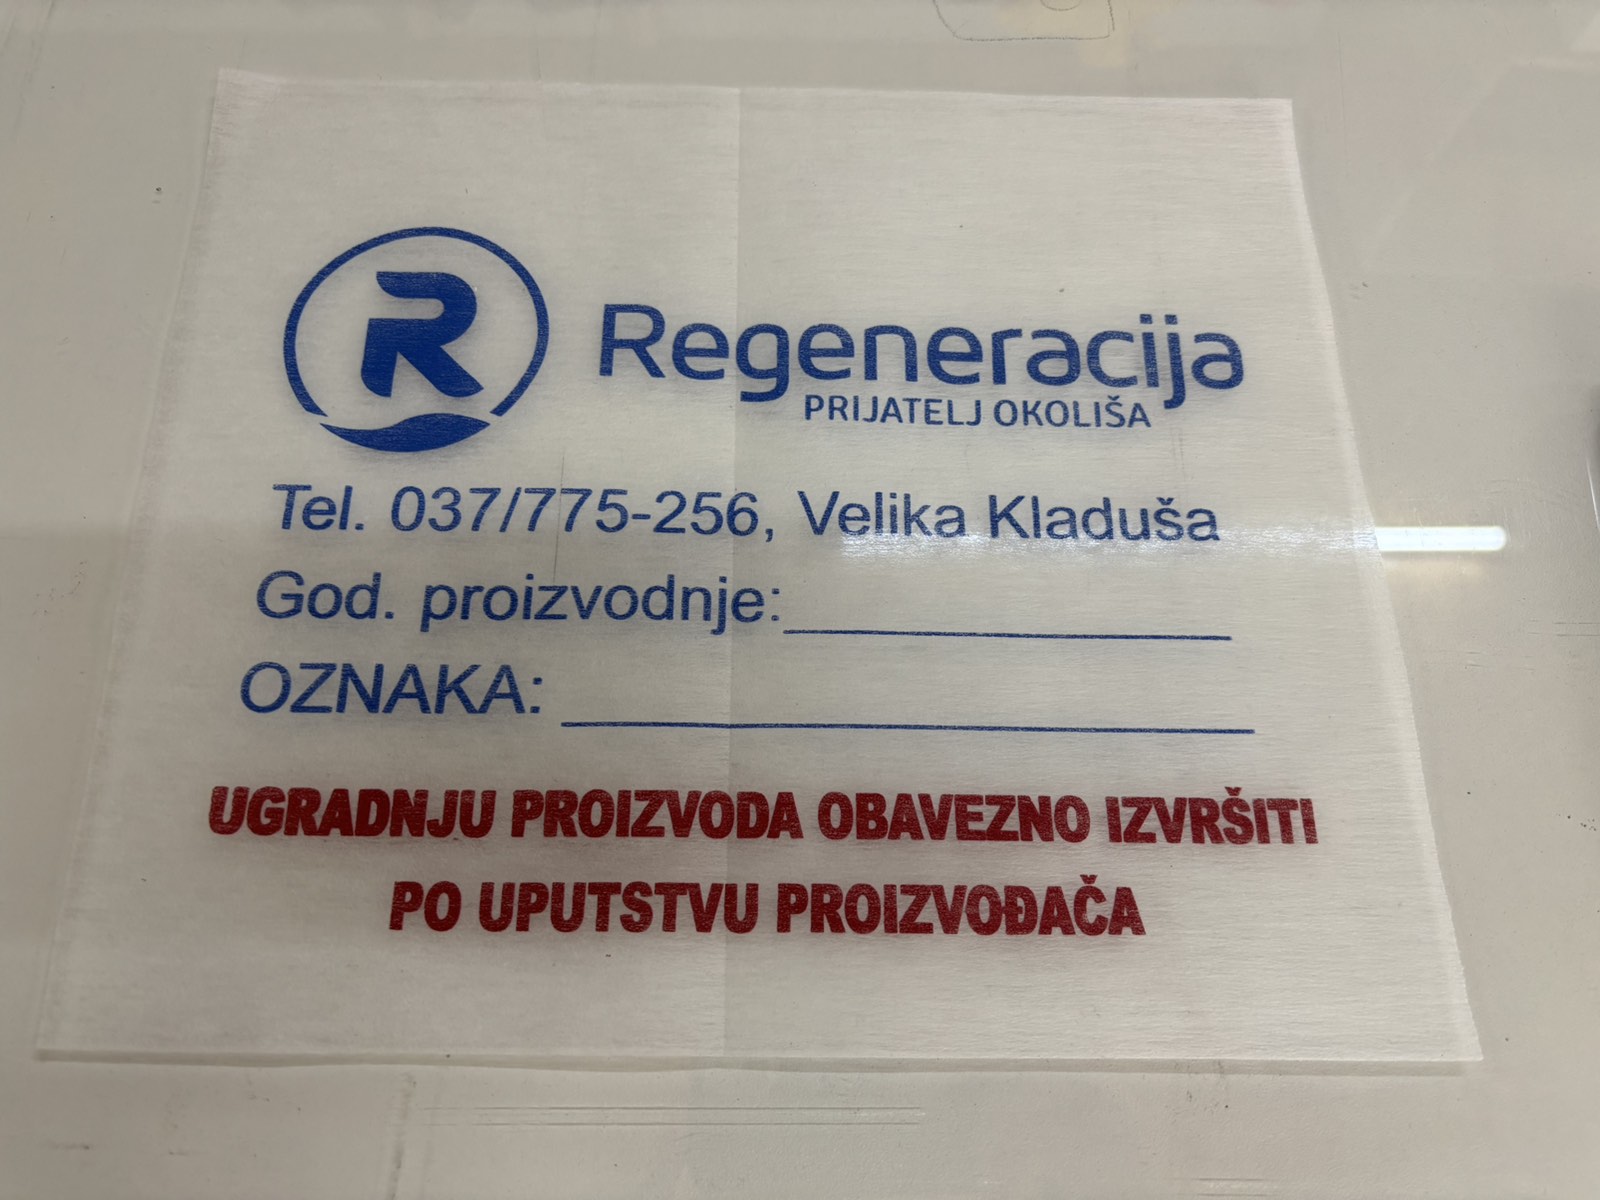 R
Regeneracija
PRIJATELJ OKOLIŠA
Tel. 037/775-256, Velika Kladuša
God. proizvodnje:
OZNAKA:
UGRADNJU PROIZVODA OBAVEZNO IZVRŠITI
PO UPUTSTVU PROIZVOĐAČA